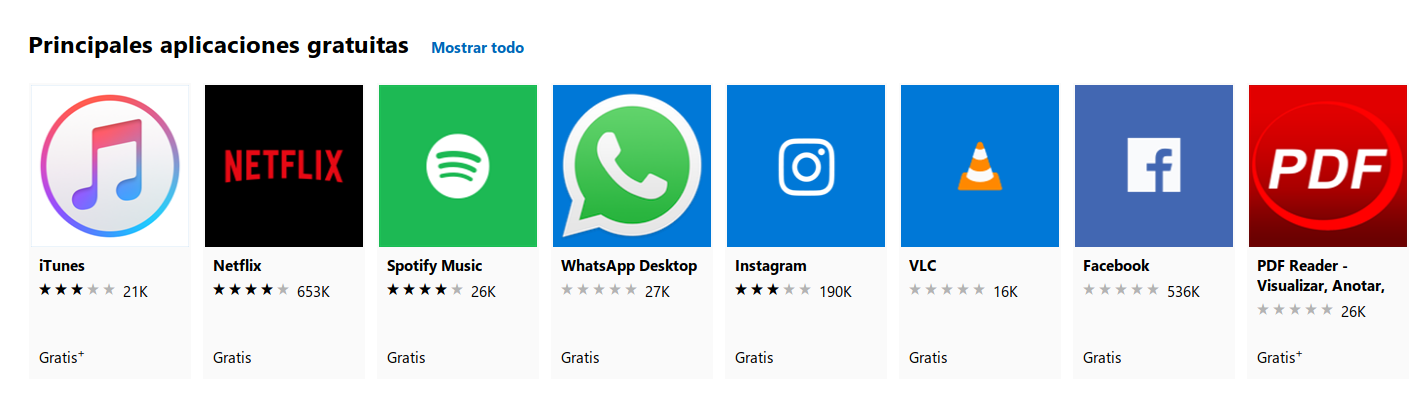 Principales aplicaciones gratuitas Mostrar todo
NETFLIX
PDF
iTunes
21K
Gratis+
Netflix
653K
Gratis
Spotify Music
26K
Gratis
WhatsApp Desktop
27K
Gratis
Instagram
190K
Gratis
VLC
16K
Gratis
Facebook
536K
Gratis
PDF Reader -
Visualizar, Anotar,
26K
Gratis+